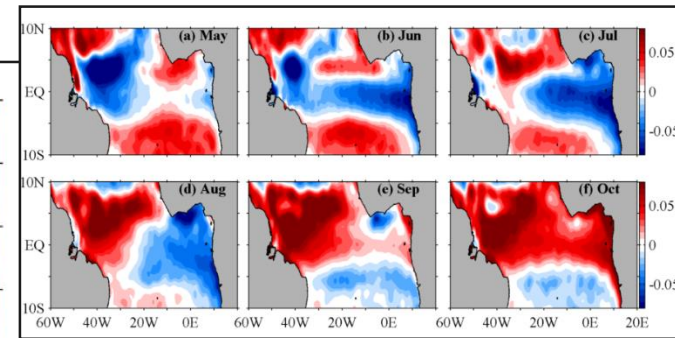 10N (a) May (b) Jun (c) Jul
0.05
EQ 0
-0.05
10S
10N (d) Aug (e) Sep (f) Oct
0.05
EQ 0
-0.05
10S
60W 40W 20W 0E 60W 40W 20W 0E 60W 40W 20W 0E 20E